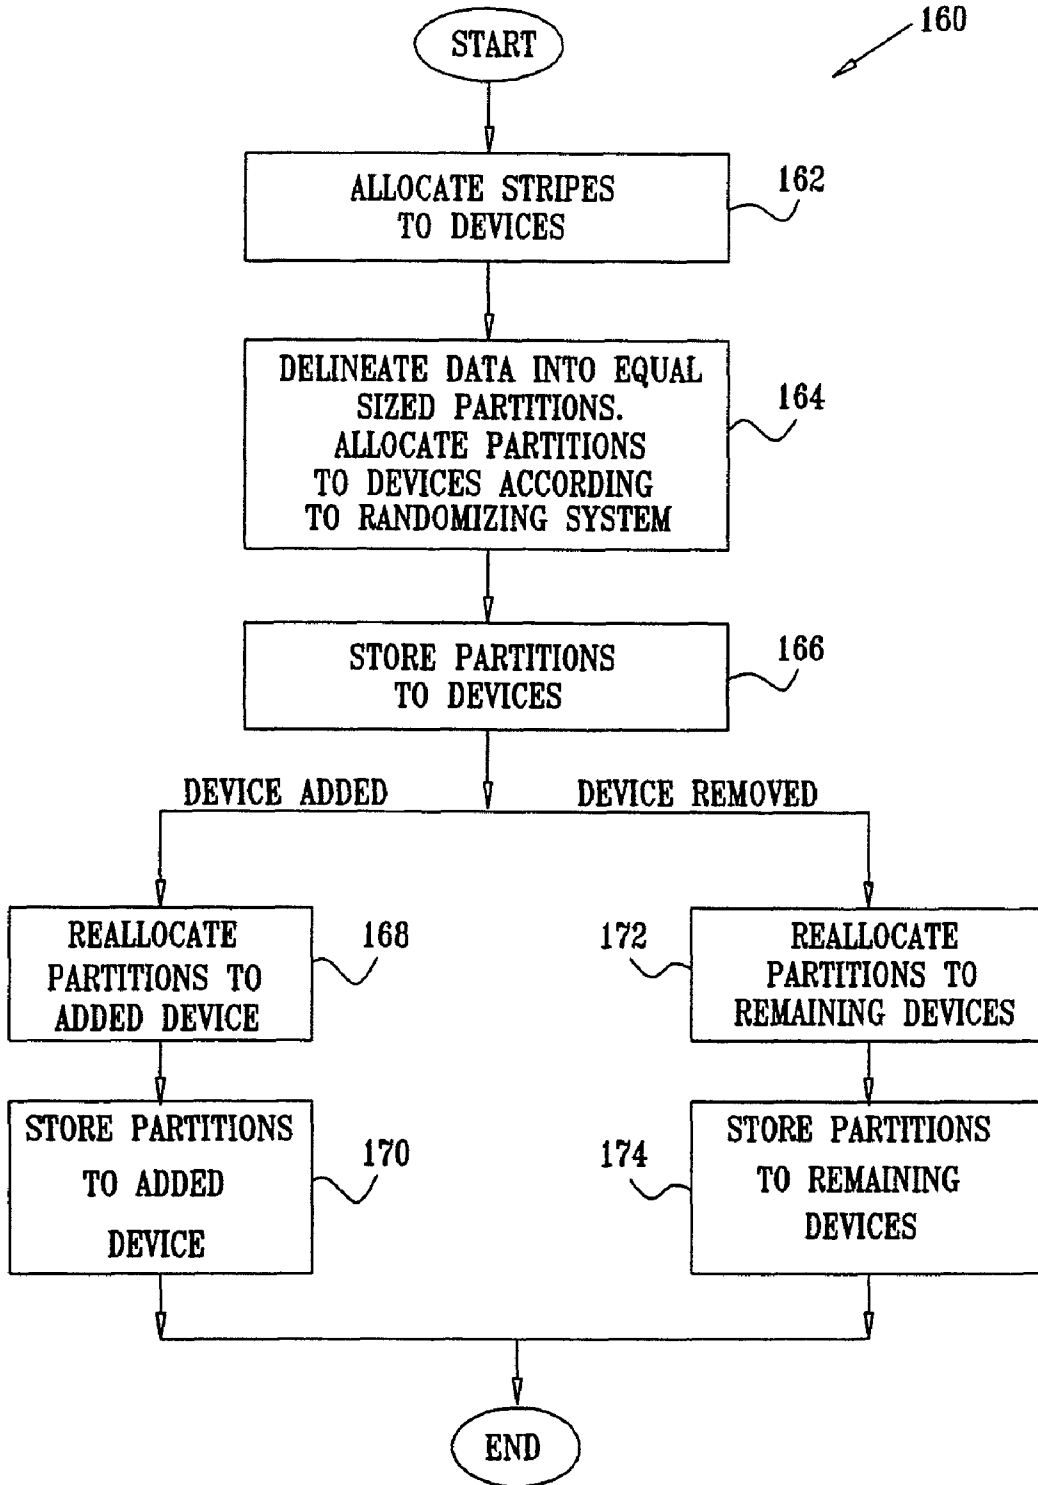 START
160
ALLOCATE STRIPES
TO DEVICES
162
DELINEATE DATA INTO EQUAL
SIZED PARTITIONS.
ALLOCATE PARTITIONS
TO DEVICES ACCORDING
TO RANDOMIZING SYSTEM
164
STORE PARTITIONS
TO DEVICES
166
DEVICE ADDED
DEVICE REMOVED
REALLOCATE
PARTITIONS TO
ADDED DEVICE
168
172
REALLOCATE
PARTITIONS TO
REMAINING DEVICES
STORE PARTITIONS
TO ADDED
DEVICE
170
174
STORE PARTITIONS
TO REMAINING
DEVICES
END